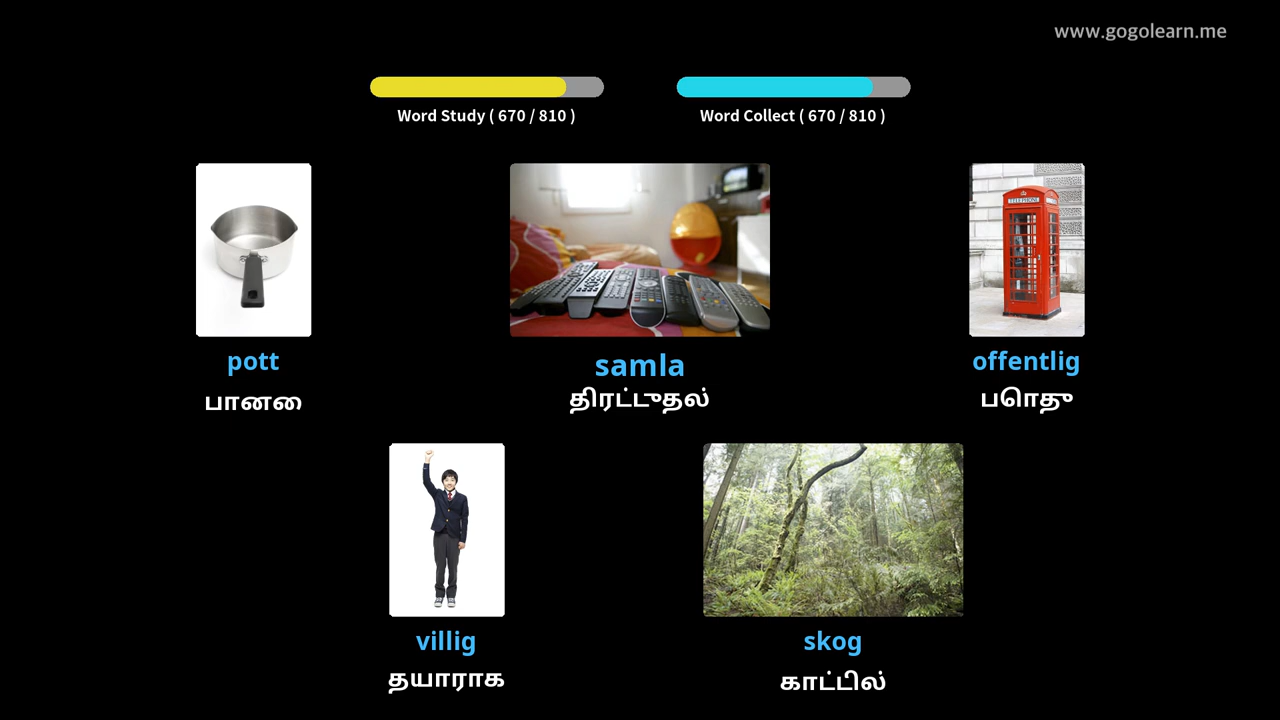 www.gogolearn.me
Word Study ( 670 / 810 )
Word Collect ( 670 / 810 )
TELEPHONE
pott
samla
offentlig
பானை
திரட்டுதல்
பொது
villig
skog
தயாராக
காட்டில்